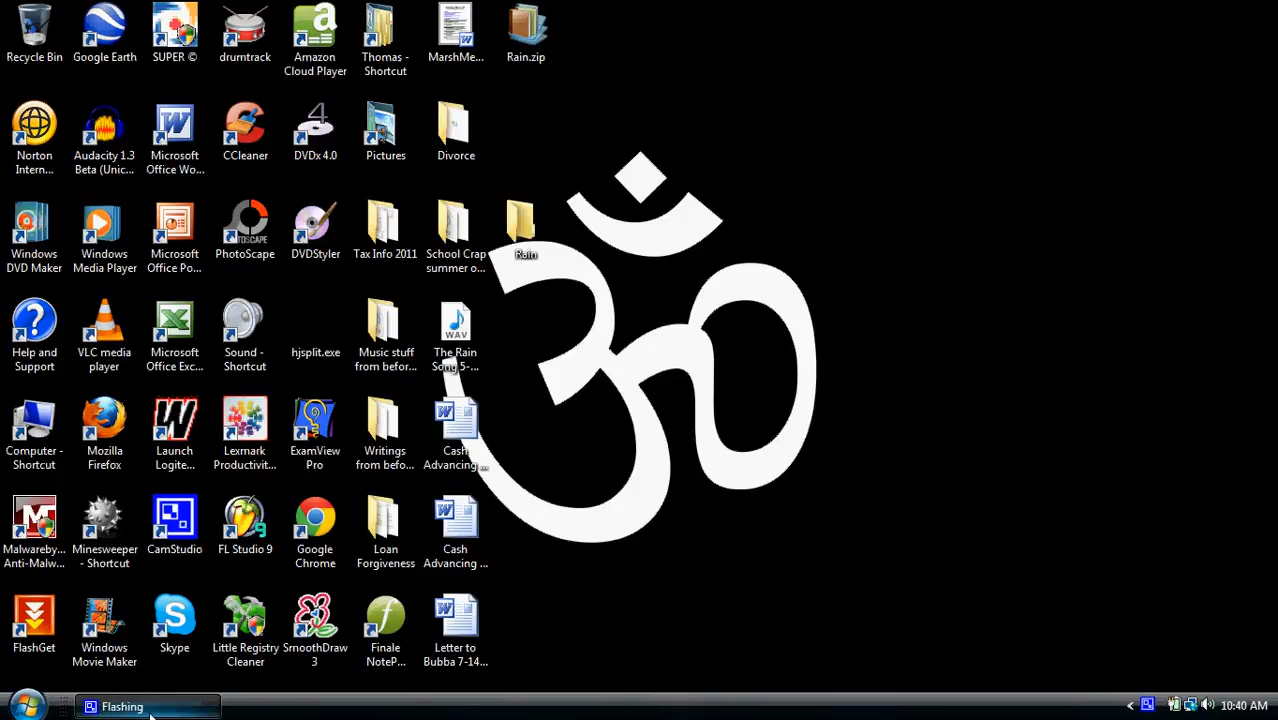 Recycle Bin
Google Earth
SUPER ©
drumtrack
Amazon
Cloud Player
Thomas -
Shortcut
MarshMe...
Rain.zip
Norton
Intern...
Audacity 1.3
Beta (Unic...
Microsoft
Office Wo...
CCleaner
4
DVDx 4.0
Pictures
Divorce
Windows
DVD Maker
Windows
Media Player
Microsoft
Office Po...
PHOTOSCAPE
PhotoScape
DVDStyler
Tax Info 2011
School Crap
summer o...
Rain
Help and
Support
VLC media
player
Microsoft
Office Exc...
Sound -
Shortcut
hjsplit.exe
Music stuff
from befor...
WAV
The Rain
Song 5-...
ॐ
Computer -
Shortcut
Mozilla
Firefox
Launch
Logite...
Lexmark
Productivit...
ExamView
Pro
Writings
from befo...
Cash
Advancing ...
Malwareby...
Anti-Malw...
Minesweeper
- Shortcut
CamStudio
FL Studio 9
Google
Chrome
Loan
Forgiveness
Cash
Advancing ...
FlashGet
Windows
Movie Maker
Skype
Little Registry
Cleaner
SmoothDraw
3
Finale
NoteP...
Letter to
Bubba 7-14...
Flashing
10:40 AM